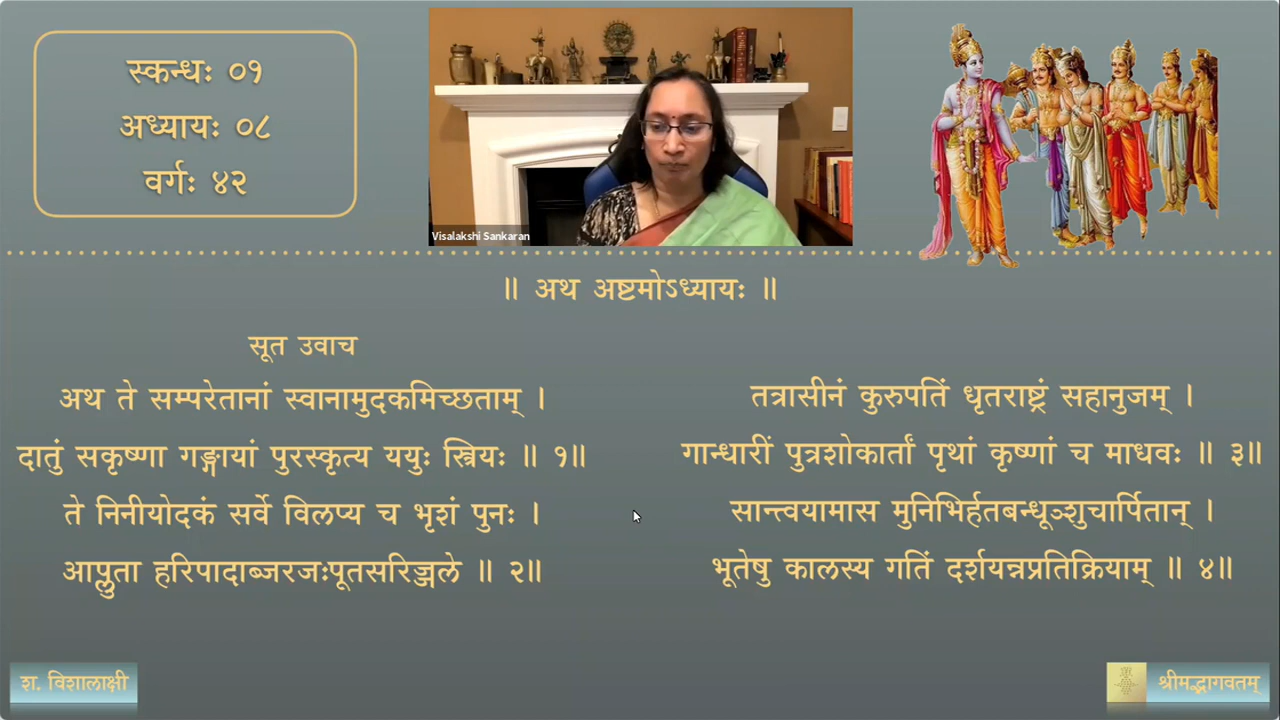 स्कन्धः ०१
अध्यायः ०८
वर्गः ४२
Visalakshi Sankaran
॥ अथ अष्टमोऽध्यायः ॥
सूत उवाच
अथ ते सम्परेतानां स्वानामुदकमिच्छताम् ।
दातुं सकृष्णा गङ्गायां पुरस्कृत्य ययुः स्त्रियः ॥ १॥
ते निनीयोदकं सर्वे विलप्य च भृशं पुनः ।
आप्लुता हरिपादाब्जरजःपूतसरिज्जले ॥ २॥
तत्रासीनं कुरुपतिं धृतराष्ट्रं सहानुजम् ।
गान्धारीं पुत्रशोकार्तां पृथां कृष्णां च माधवः ॥ ३॥
सान्त्वयामास मुनिभिर्हतबन्धूञ्शुचार्पितान् ।
भूतेषु कालस्य गतिं दर्शयन्नप्रतिक्रियाम् ॥ ४॥
श. विशालाक्षी
श्रीमद्भागवतम्